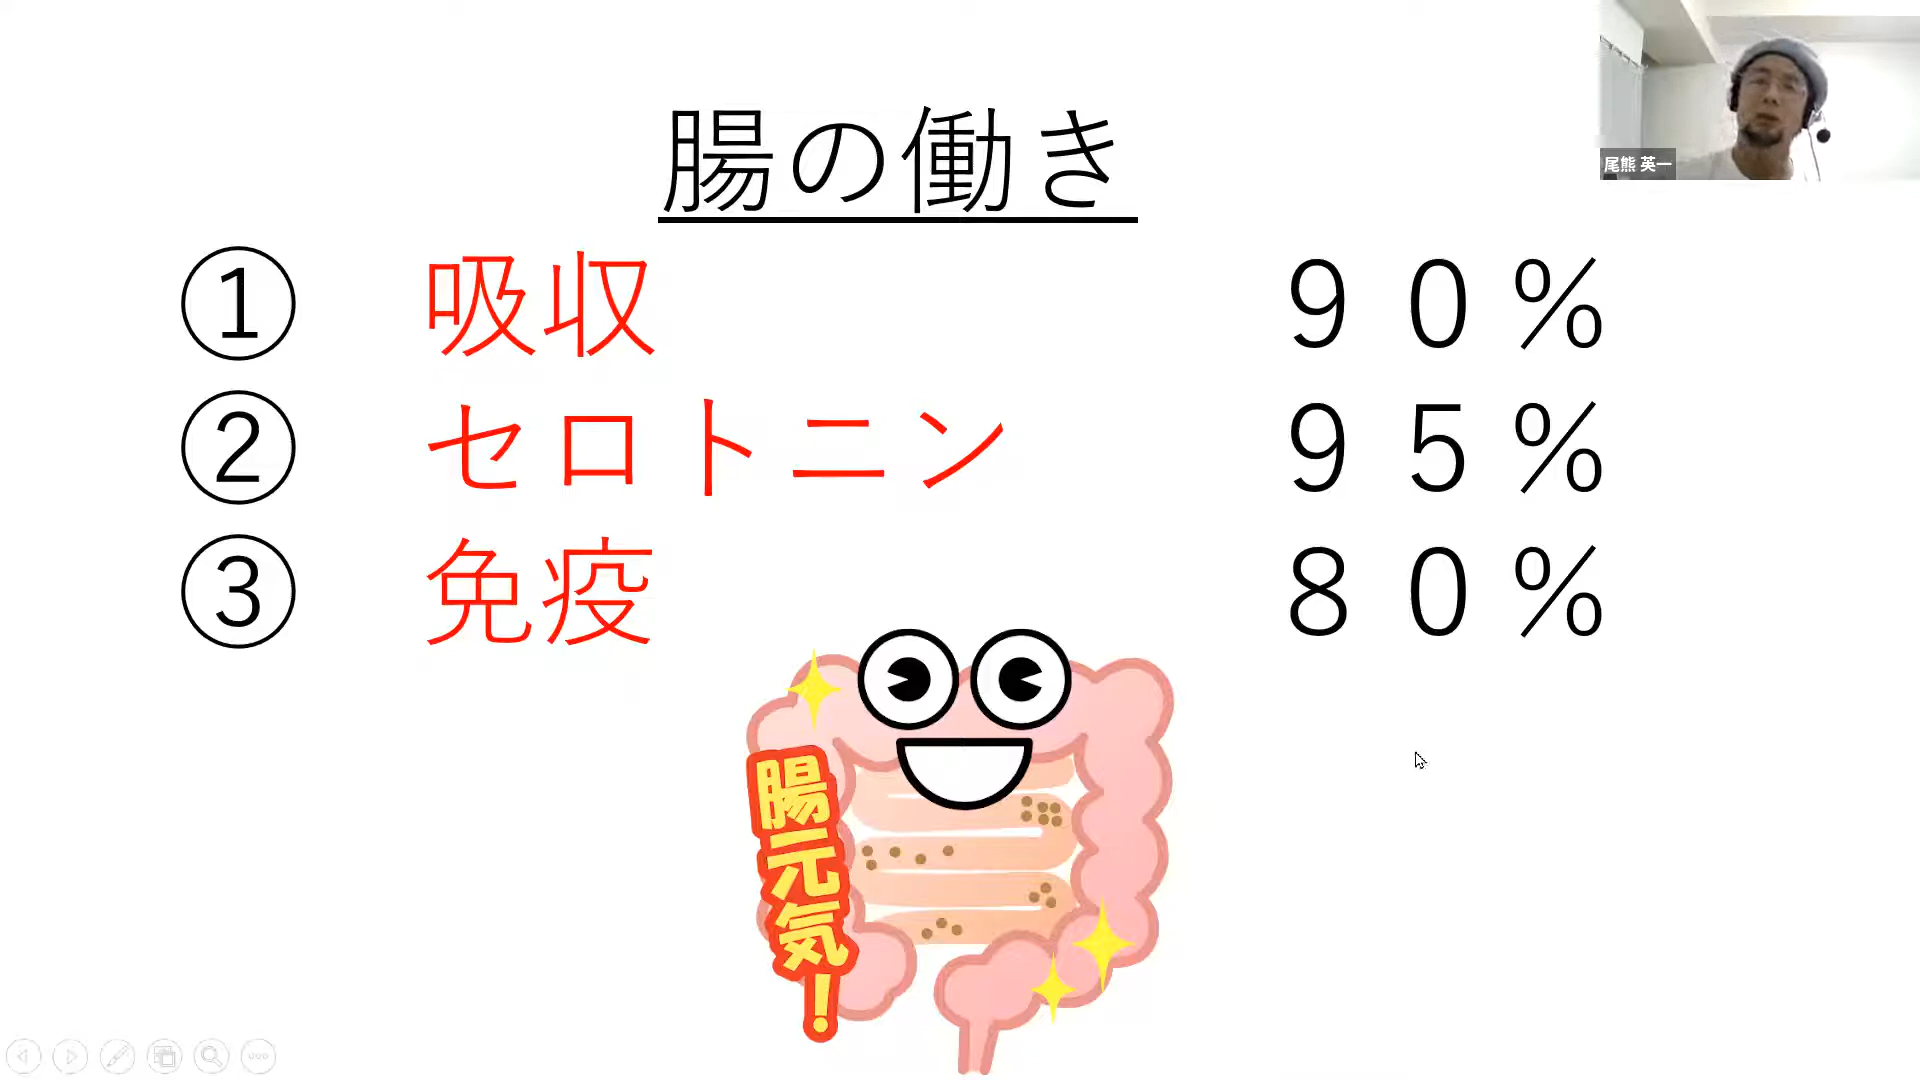 腸の働き
① 吸収 90%
② セロトニン 95%
③ 免疫 80%
腸元気!
尾熊 英一